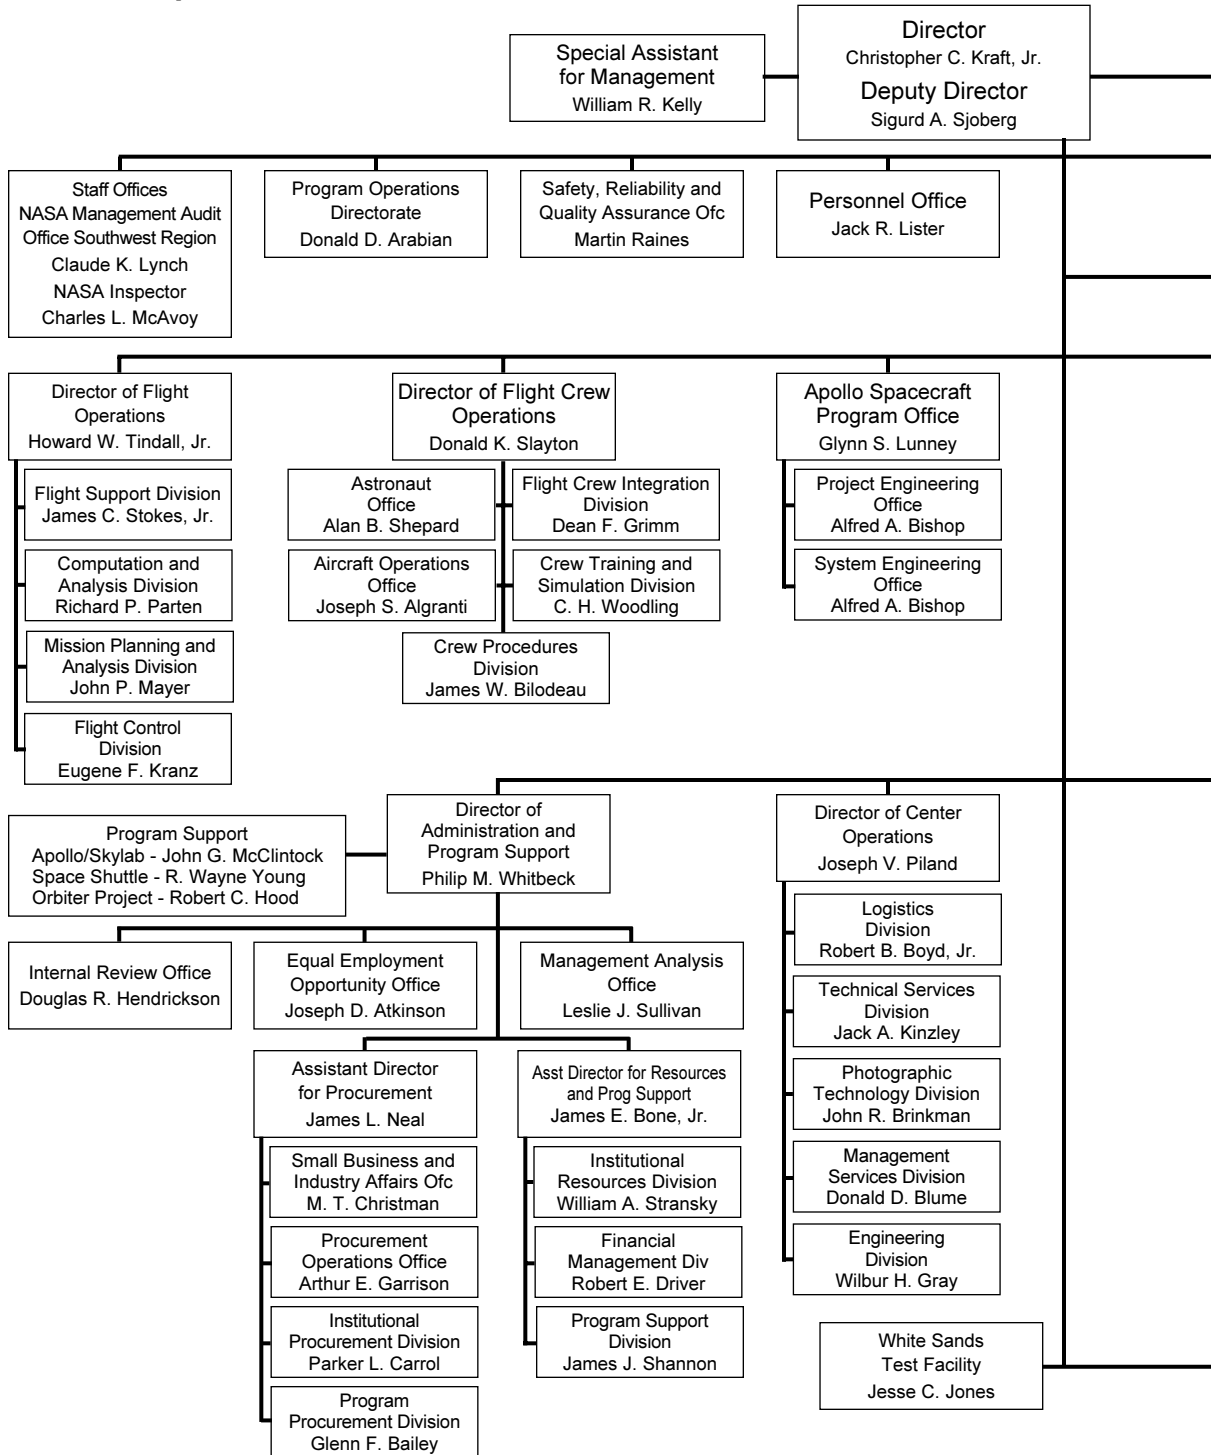 Special Assistant
for Management
William R. Kelly
Director
Christopher C. Kraft, Jr.
Deputy Director
Sigurd A. Sjoberg
Staff Offices
NASA Management Audit
Office Southwest Region
Claude K. Lynch
NASA Inspector
Charles L. McAvoy
Program Operations
Directorate
Donald D. Arabian
Safety, Reliability and
Quality Assurance Ofc
Martin Raines
Personnel Office
Jack R. Lister
Director of Flight
Operations
Howard W. Tindall, Jr.
Flight Support Division
James C. Stokes, Jr.
Computation and
Analysis Division
Richard P. Parten
Mission Planning and
Analysis Division
John P. Mayer
Flight Control
Division
Eugene F. Kranz
Director of Flight Crew
Operations
Donald K. Slayton
Astronaut
Office
Alan B. Shepard
Flight Crew Integration
Division
Dean F. Grimm
Aircraft Operations
Office
Joseph S. Algranti
Crew Training and
Simulation Division
C. H. Woodling
Crew Procedures
Division
James W. Bilodeau
Apollo Spacecraft
Program Office
Glynn S. Lunney
Project Engineering
Office
Alfred A. Bishop
System Engineering
Office
Alfred A. Bishop
Program Support
Apollo/Skylab - John G. McClintock
Space Shuttle - R. Wayne Young
Orbiter Project - Robert C. Hood
Director of
Administration and
Program Support
Philip M. Whitbeck
Internal Review Office
Douglas R. Hendrickson
Equal Employment
Opportunity Office
Joseph D. Atkinson
Management Analysis
Office
Leslie J. Sullivan
Assistant Director
for Procurement
James L. Neal
Small Business and
Industry Affairs Ofc
M. T. Christman
Procurement
Operations Office
Arthur E. Garrison
Institutional
Procurement Division
Parker L. Carrol
Program
Procurement Division
Glenn F. Bailey
Asst Director for Resources
and Prog Support
James E. Bone, Jr.
Institutional
Resources Division
William A. Stransky
Financial
Management Div
Robert E. Driver
Program Support
Division
James J. Shannon
Director of Center
Operations
Joseph V. Piland
Logistics
Division
Robert B. Boyd, Jr.
Technical Services
Division
Jack A. Kinzley
Photographic
Technology Division
John R. Brinkman
Management
Services Division
Donald D. Blume
Engineering
Division
Wilbur H. Gray
White Sands
Test Facility
Jesse C. Jones